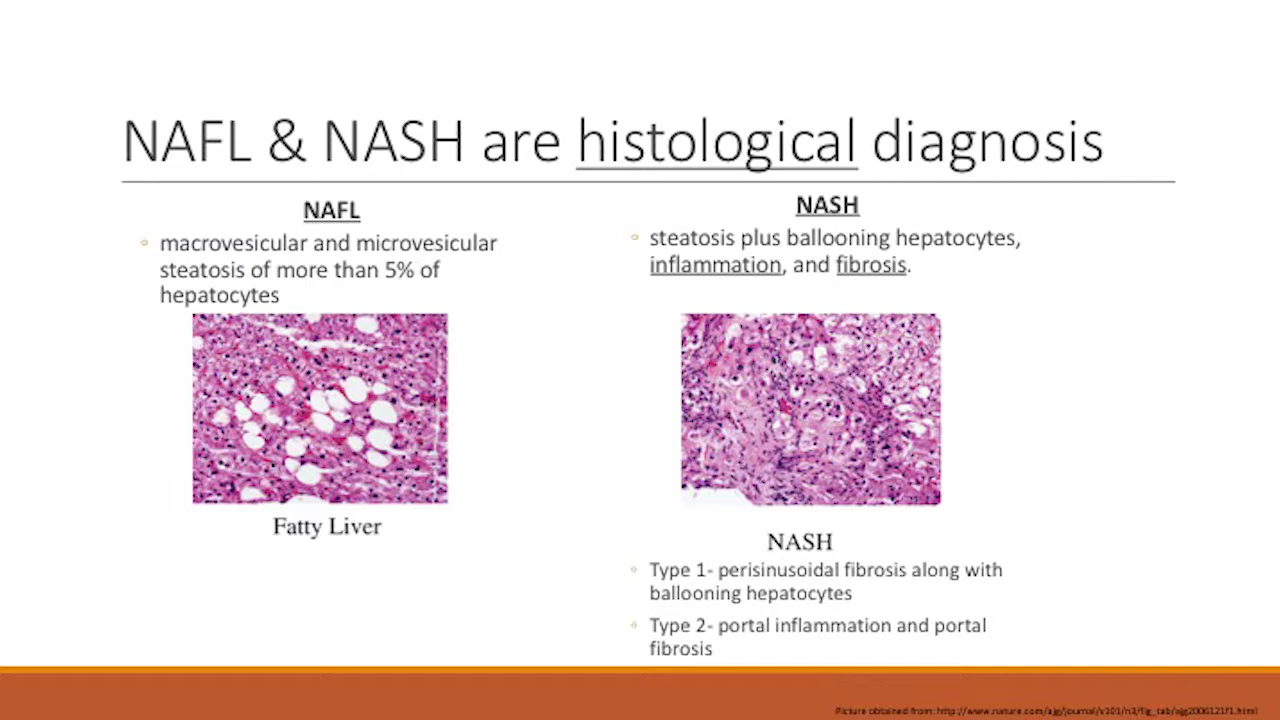 NAFL & NASH are histological diagnosis
NAFL
◦ macrovesicular and microvesicular
steatosis of more than 5% of
hepatocytes
Fatty Liver
NASH
◦ steatosis plus ballooning hepatocytes,
inflammation, and fibrosis.
NASH
◦ Type 1- perisinusoidal fibrosis along with
ballooning hepatocytes
◦ Type 2- portal inflammation and portal
fibrosis
Picture obtained from: http://www.nature.com/ajg/journal/v101/n3/fig_tab/ajg2006121f1.html